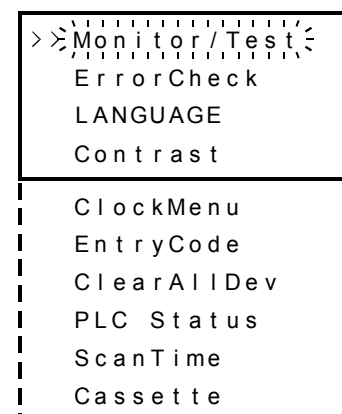 >> Monitor/Test
ErrorCheck
LANGUAGE
Contrast
ClockMenu
EntryCode
ClearAllDev
PLC Status
ScanTime
Cassette